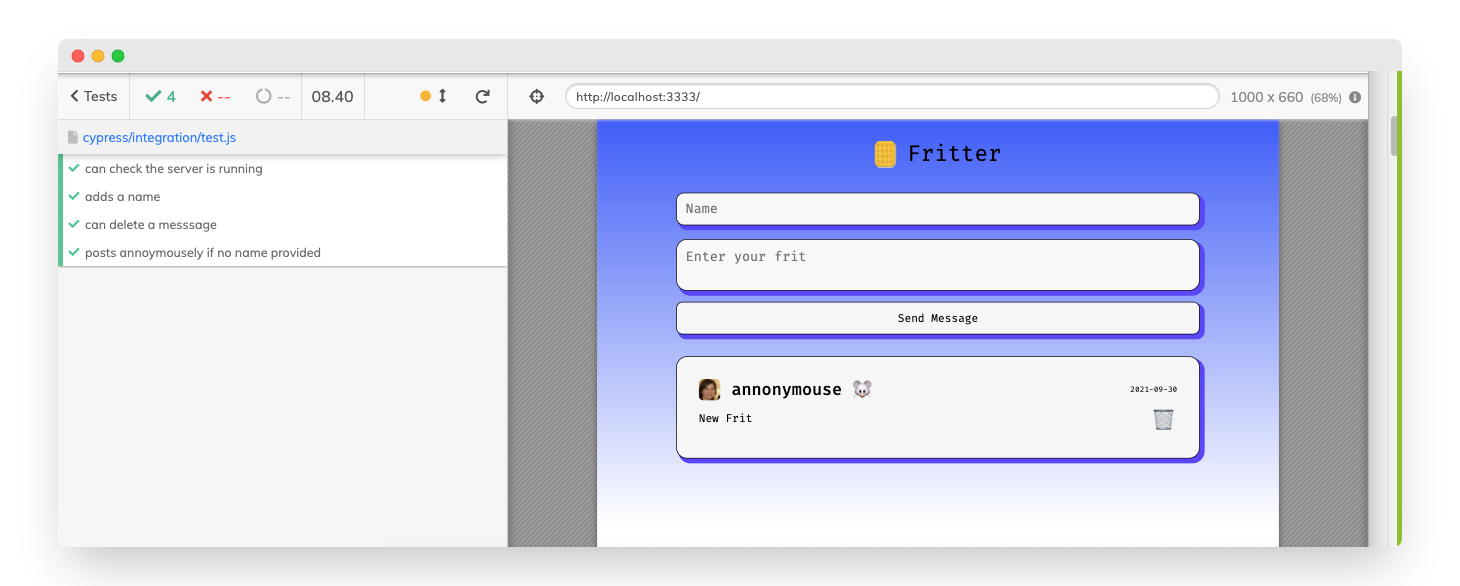 Tests 4 -- -- 08.40 http://localhost:3333/ 1000 x 660 (68%)
cypress/integration/test.js
can check the server is running
adds a name
can delete a messsage
posts annoymousely if no name provided
Fritter
Name
Enter your frit
Send Message
annonymouse 2021-09-30
New Frit